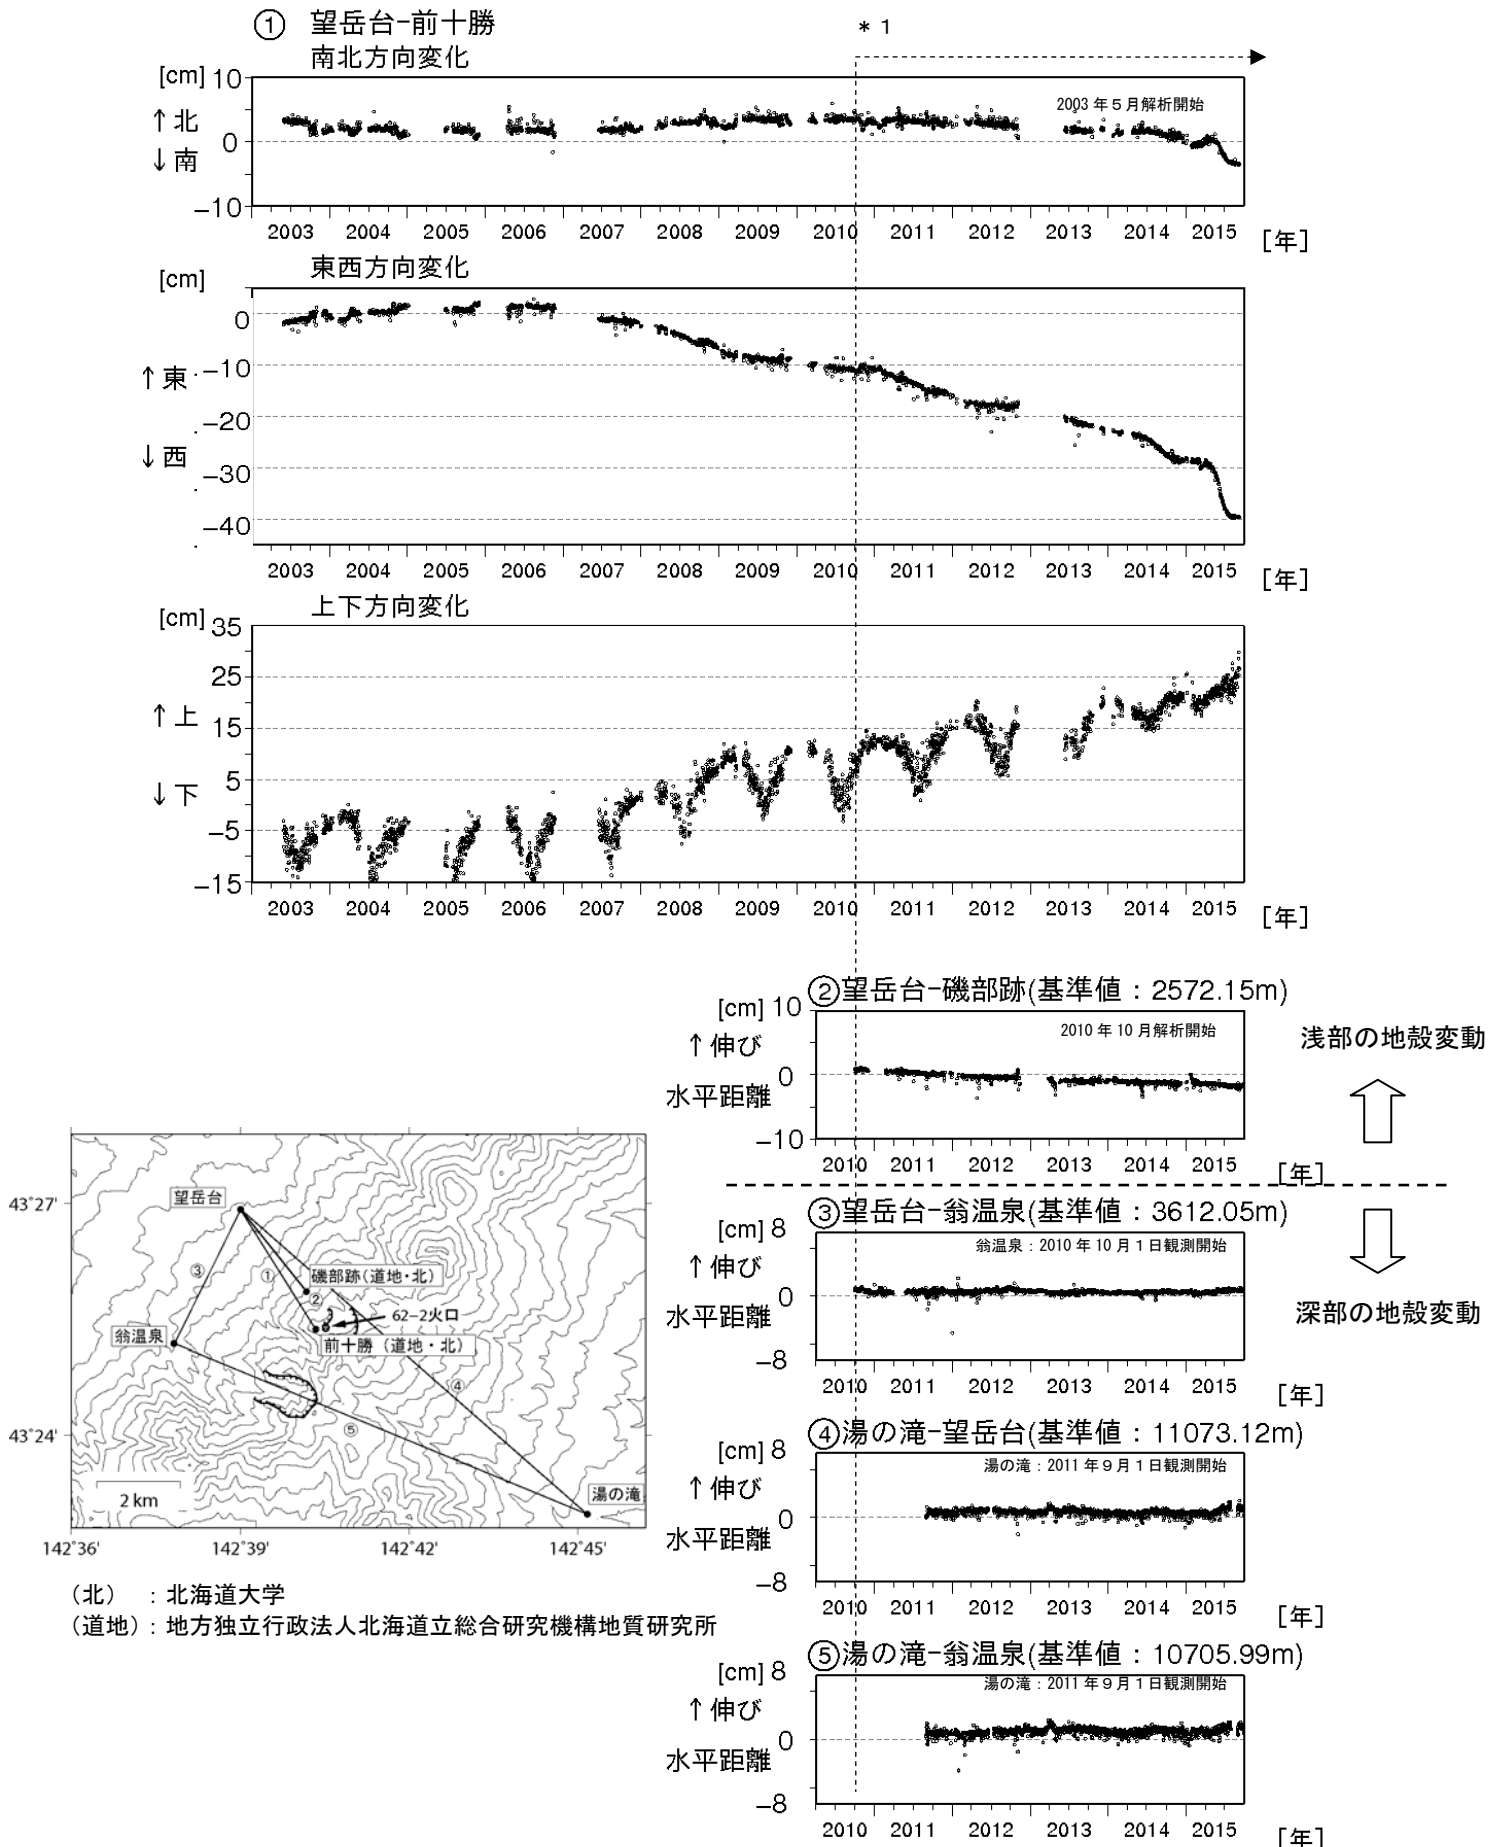 ① 望岳台-前十勝
＊1
南北方向変化
[cm]
10
2003年5月解析開始
↑北
0
↓南
-10
2003 2004 2005 2006 2007 2008 2009 2010 2011 2012 2013 2014 2015
[年]
東西方向変化
[cm]
0
↑東
-10
-20
↓西
-30
-40
2003 2004 2005 2006 2007 2008 2009 2010 2011 2012 2013 2014 2015
[年]
上下方向変化
[cm]
35
25
↑上
15
5
↓下
-5
-15
2003 2004 2005 2006 2007 2008 2009 2010 2011 2012 2013 2014 2015
[年]
②望岳台-磯部跡(基準値：2572.15m)
[cm] 10
2010年10月解析開始
↑伸び
0
水平距離
-10
2010 2011 2012 2013 2014 2015
[年]
浅部の地殻変動
③望岳台-翁温泉(基準値：3612.05m)
[cm] 8
翁温泉：2010年10月1日観測開始
↑伸び
0
水平距離
-8
2010 2011 2012 2013 2014 2015
[年]
深部の地殻変動
④湯の滝-望岳台(基準値：11073.12m)
[cm] 8
湯の滝：2011年9月1日観測開始
↑伸び
0
水平距離
-8
2010 2011 2012 2013 2014 2015
[年]
⑤湯の滝-翁温泉(基準値：10705.99m)
[cm] 8
湯の滝：2011年9月1日観測開始
↑伸び
0
水平距離
-8
2010 2011 2012 2013 2014 2015
[年]
43°27'
望岳台
③
①
磯部跡(道地・北)
②
62-2火口
翁温泉
前十勝（道地・北）
④
43°24'
⑤
2 km
湯の滝
142°36' 142°39' 142°42' 142°45'
（北）　：北海道大学
（道地）：地方独立行政法人北海道立総合研究機構地質研究所